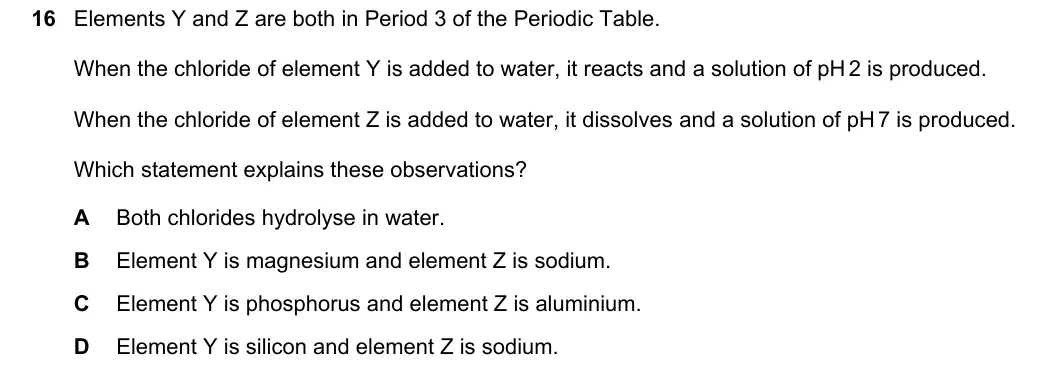 16 Elements Y and Z are both in Period 3 of the Periodic Table.
When the chloride of element Y is added to water, it reacts and a solution of pH 2 is produced.
When the chloride of element Z is added to water, it dissolves and a solution of pH 7 is produced.
Which statement explains these observations?
A Both chlorides hydrolyse in water.
B Element Y is magnesium and element Z is sodium.
C Element Y is phosphorus and element Z is aluminium.
D Element Y is silicon and element Z is sodium.